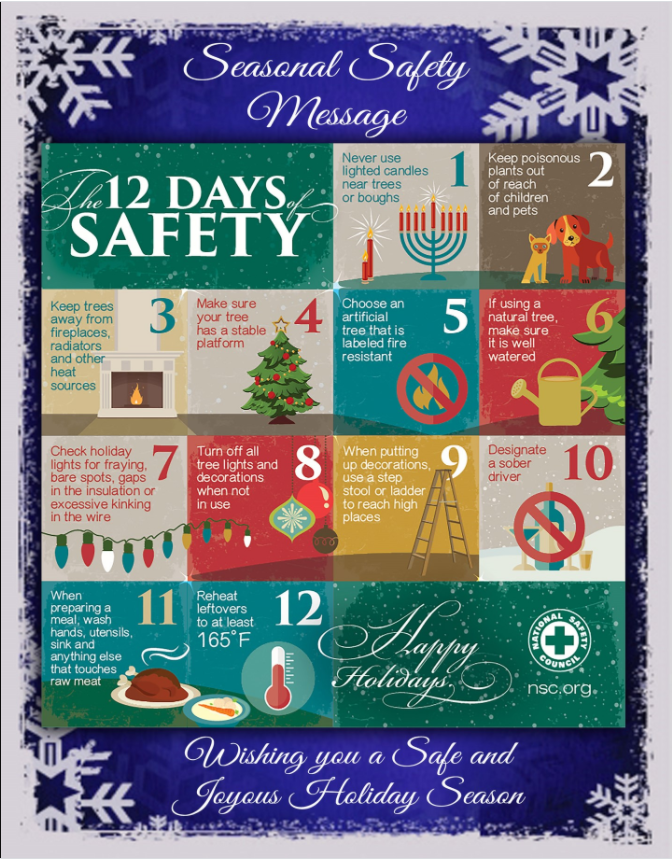 Seasonal Safety
Message
The 12 DAYS of
SAFETY
Never use
lighted candles
near trees
or boughs
1
Keep poisonous
plants out
of reach
of children
and pets
2
Keep trees
away from
fireplaces,
radiators
and other
heat
sources
3
Make sure
your tree
has a stable
platform
4
Choose an
artificial
tree that is
labeled fire
resistant
5
If using a
natural tree,
make sure
it is well
watered
6
Check holiday
lights for fraying,
bare spots, gaps
in the insulation or
excessive kinking
in the wire
7
Turn off all
tree lights and
decorations
when not
in use
8
When putting
up decorations,
use a step
stool or ladder
to reach high
places
9
Designate
a sober
driver
10
When
preparing a
meal, wash
hands, utensils,
sink and
anything else
that touches
raw meat
11
Reheat
leftovers
to at least
165°F
12
Happy
Holidays
NATIONAL SAFETY
COUNCIL
nsc.org
Wishing you a Safe and
Joyous Holiday Season